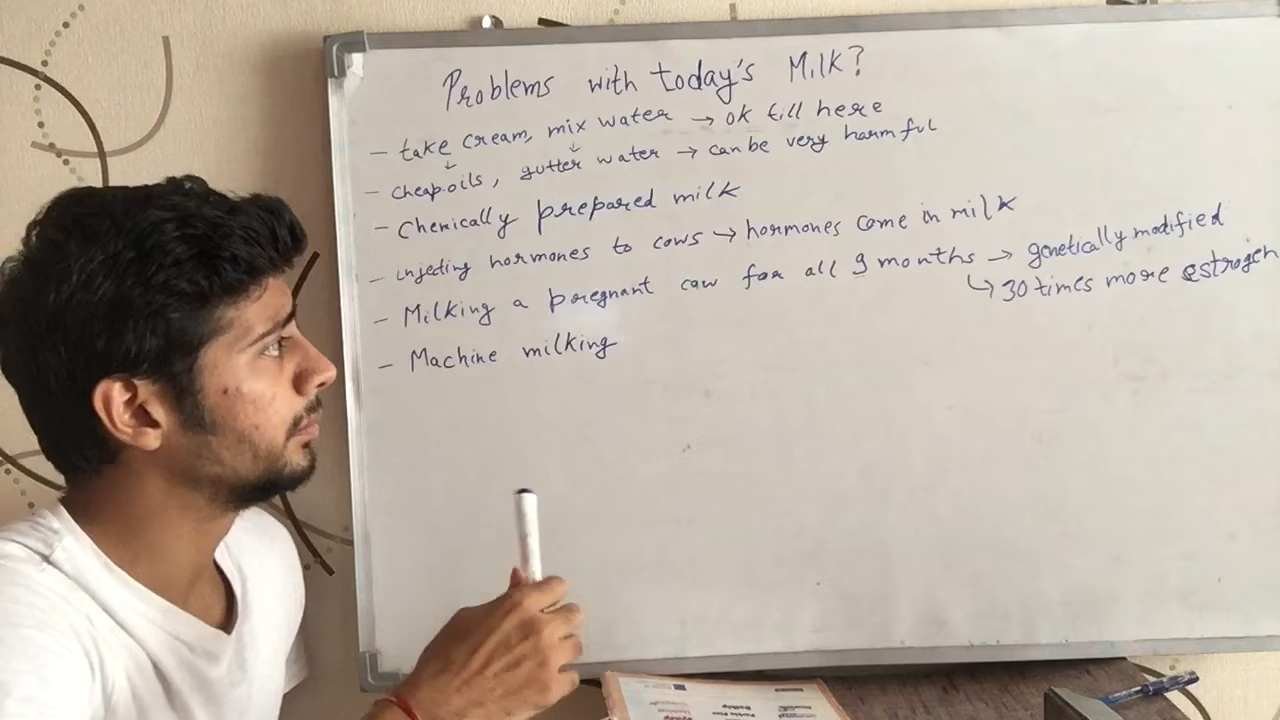 Problems with today's Milk?
- take cream, mix water → ok till here
↓ ↓
- cheap oils, gutter water → can be very harmful
- Chemically prepared milk
- injecting hormones to cows → hormones come in milk
- Milking a pregnant cow for all 9 months → genetically modified
↳ 30 times more estrogen
- Machine milking